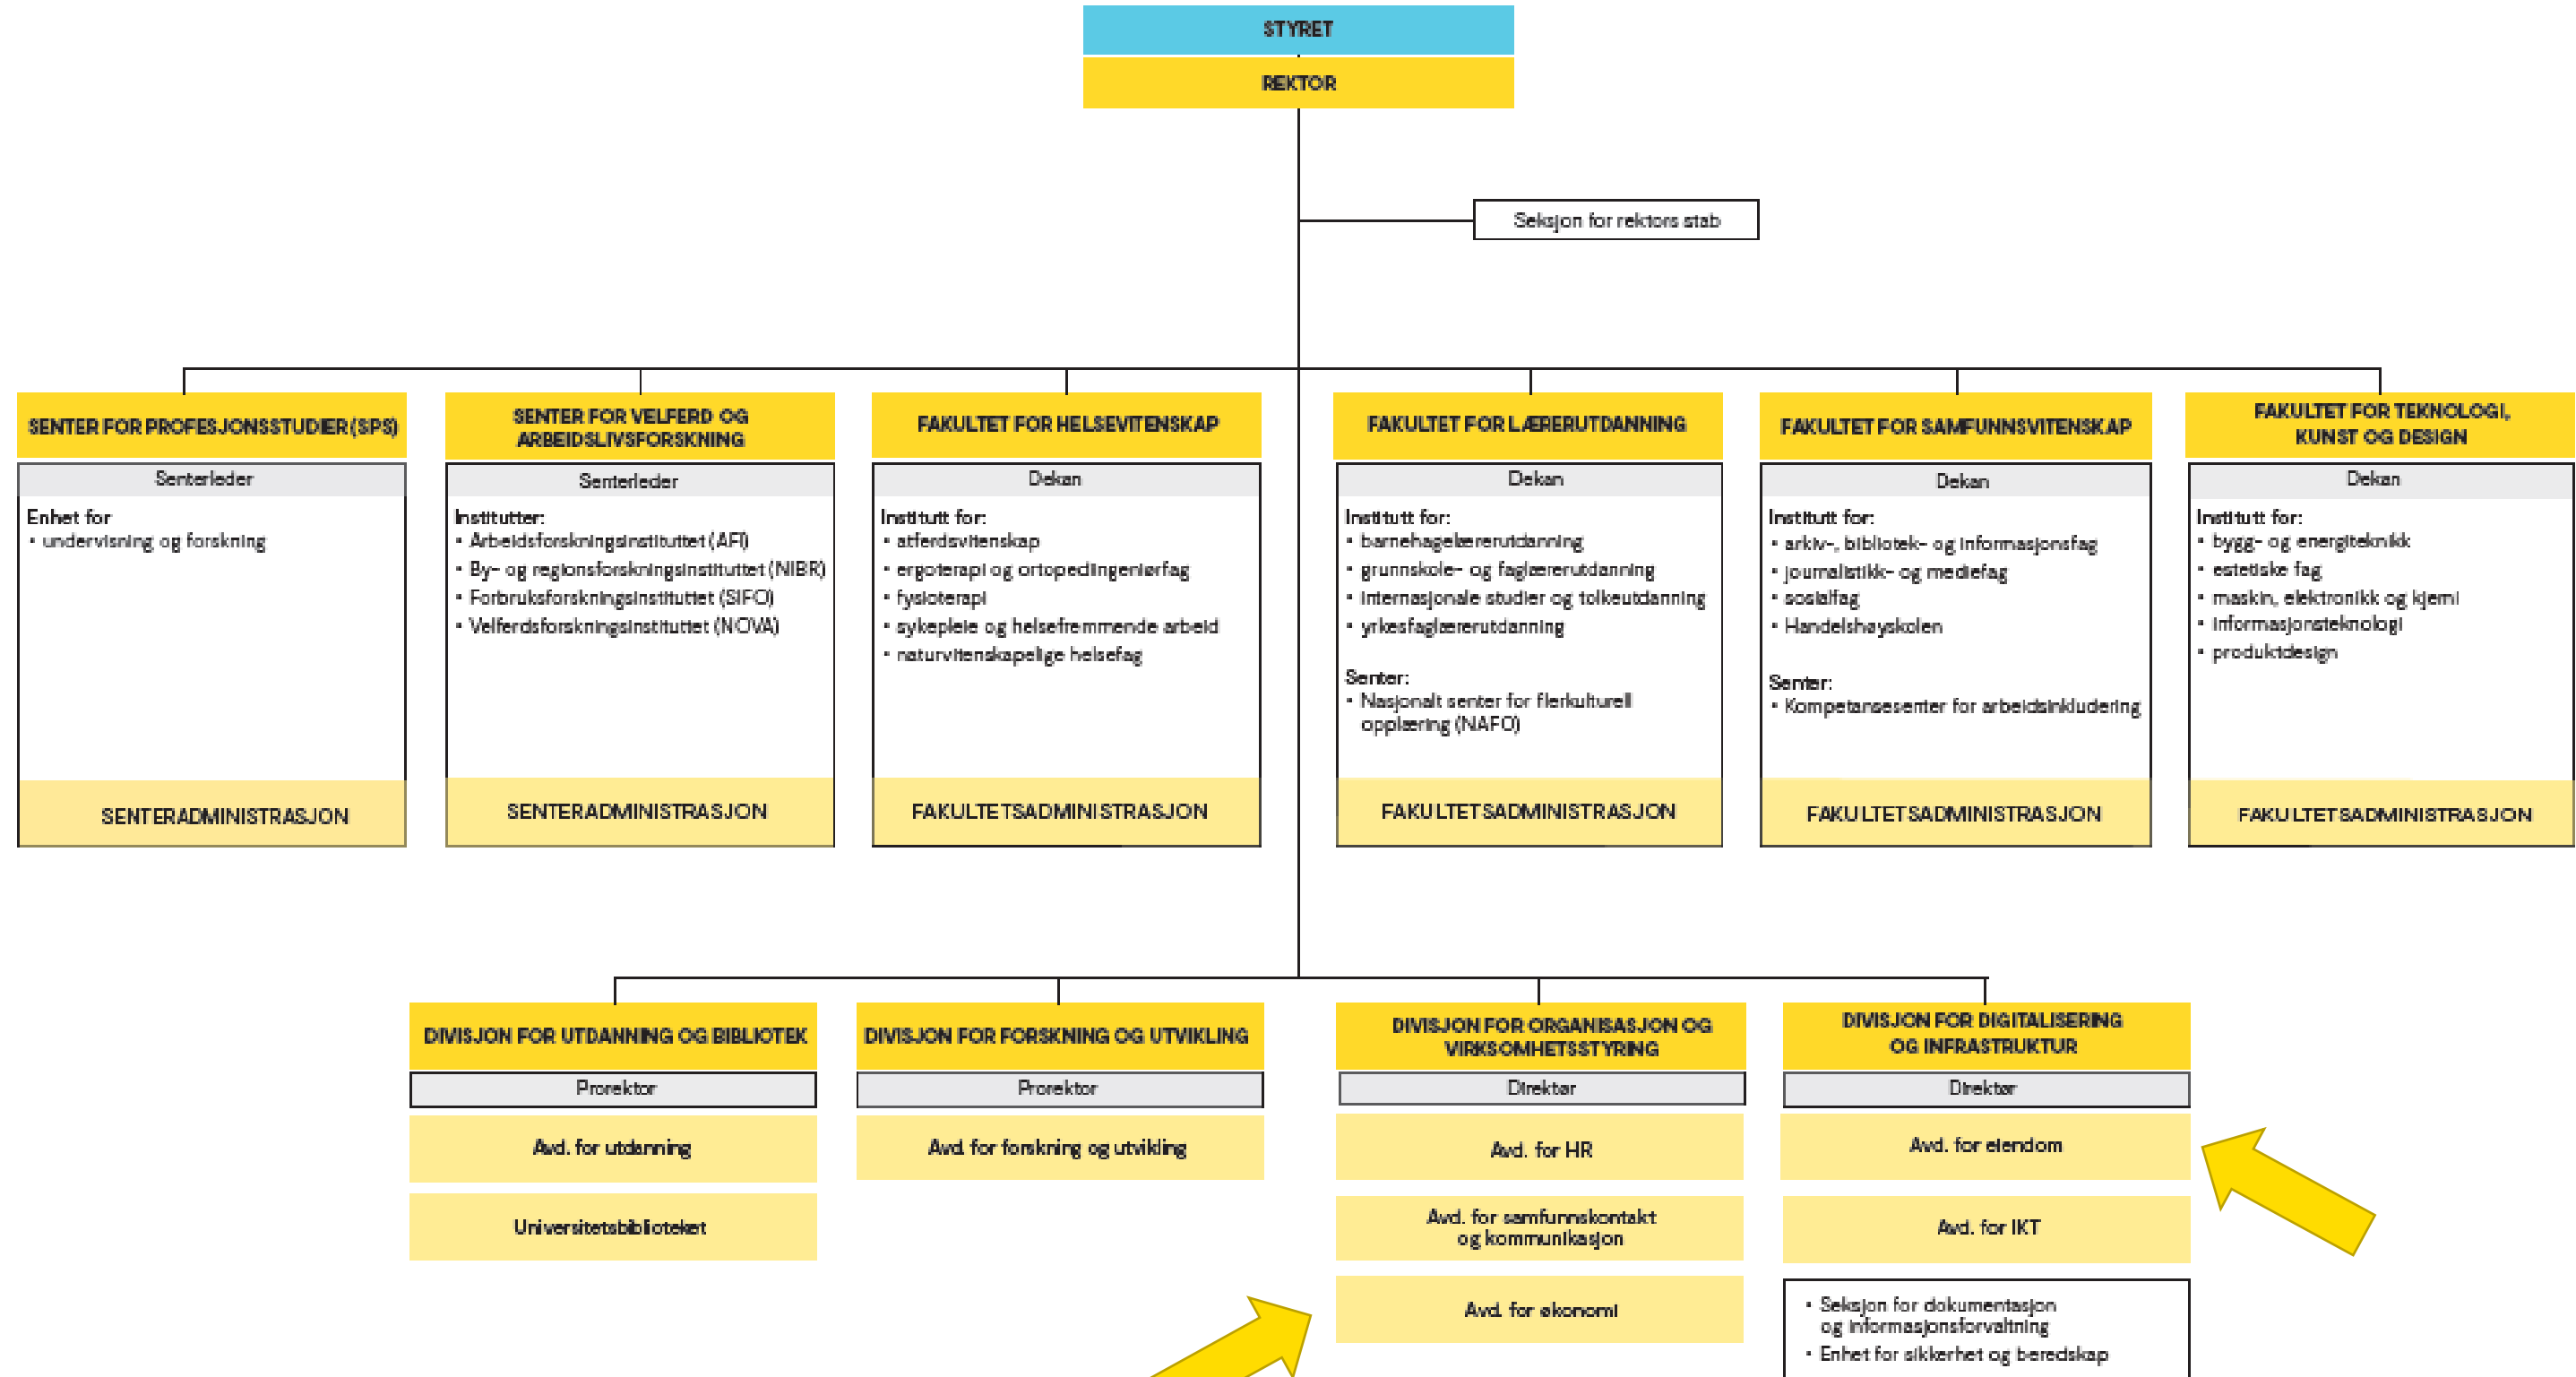 STYRET
REKTOR
Seksjon for rektors stab
SENTER FOR PROFESJONSSTUDIER (SPS)
Senterleder
Enhet for
• undervisning og forskning
SENTERADMINISTRASJON
SENTER FOR VELFERD OG
ARBEIDSLIVSFORSKNING
Senterleder
Institutter:
• Arbeidsforskningsinstituttet (AFI)
• By- og regionsforskningsinstituttet (NIBR)
• Forbruksforskningsinstituttet (SIFO)
• Velferdsforskningsinstituttet (NOVA)
SENTERADMINISTRASJON
FAKULTET FOR HELSEVITENSKAP
Dekan
Institutt for:
• atferdsvitenskap
• ergoterapi og ortopediingeniørfag
• fysioterapi
• sykepleie og helsefremmende arbeid
• naturvitenskapelige helsefag
FAKULTETSADMINISTRASJON
FAKULTET FOR LÆRERUTDANNING
Dekan
Institutt for:
• barnehagelærerutdanning
• grunnskole- og faglærerutdanning
• internasjonale studier og tolkeutdanning
• yrkesfaglærerutdanning
Senter:
• Nasjonalt senter for flerkulturell
opplæring (NAFO)
FAKULTETSADMINISTRASJON
FAKULTET FOR SAMFUNNSVITENSKAP
Dekan
Institutt for:
• arkiv-, bibliotek- og informasjonsfag
• journalistikk- og mediefag
• sosialfag
• Handelshøyskolen
Senter:
• Kompetansesenter for arbeidsinkludering
FAKULTETSADMINISTRASJON
FAKULTET FOR TEKNOLOGI,
KUNST OG DESIGN
Dekan
Institutt for:
• bygg- og energiteknikk
• estetiske fag
• maskin, elektronikk og kjemi
• informasjonsteknologi
• produktdesign
FAKULTETSADMINISTRASJON
DIVISJON FOR UTDANNING OG BIBLIOTEK
Prorektor
Avd. for utdanning
Universitetsbiblioteket
DIVISJON FOR FORSKNING OG UTVIKLING
Prorektor
Avd. for forskning og utvikling
DIVISJON FOR ORGANISASJON OG
VIRKSOMHETSSTYRING
Direktør
Avd. for HR
Avd. for samfunnskontakt
og kommunikasjon
Avd. for økonomi
DIVISJON FOR DIGITALISERING
OG INFRASTRUKTUR
Direktør
Avd. for eiendom
Avd. for IKT
• Seksjon for dokumentasjon
og informasjonsforvaltning
• Enhet for sikkerhet og beredskap